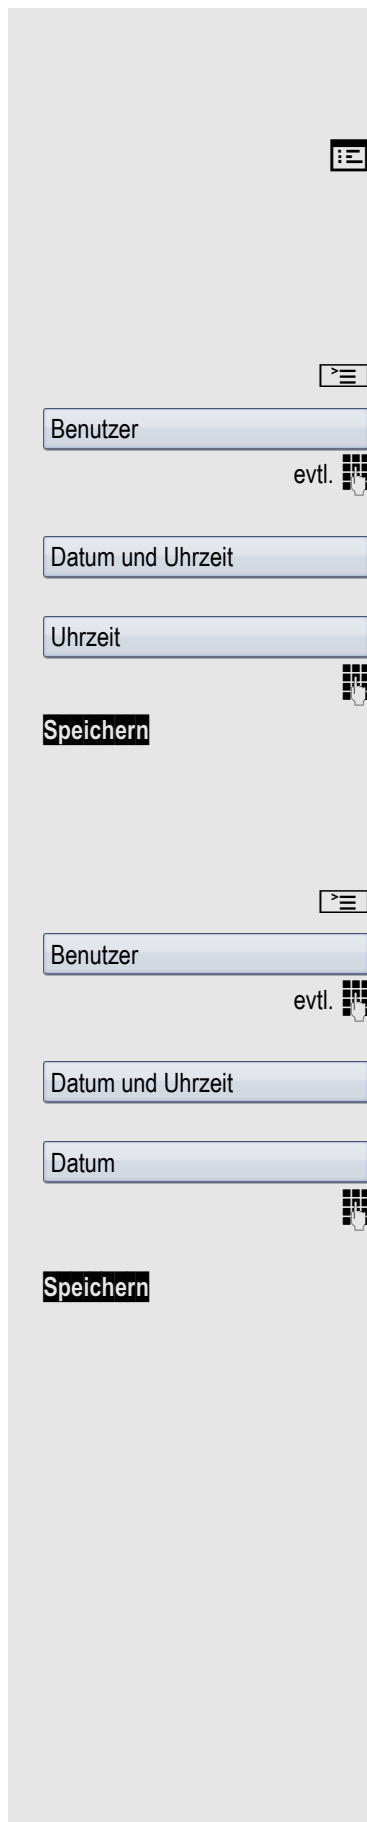 Benutzer
evtl.
Datum und Uhrzeit
Uhrzeit
Speichern
Benutzer
evtl.
Datum und Uhrzeit
Datum
Speichern